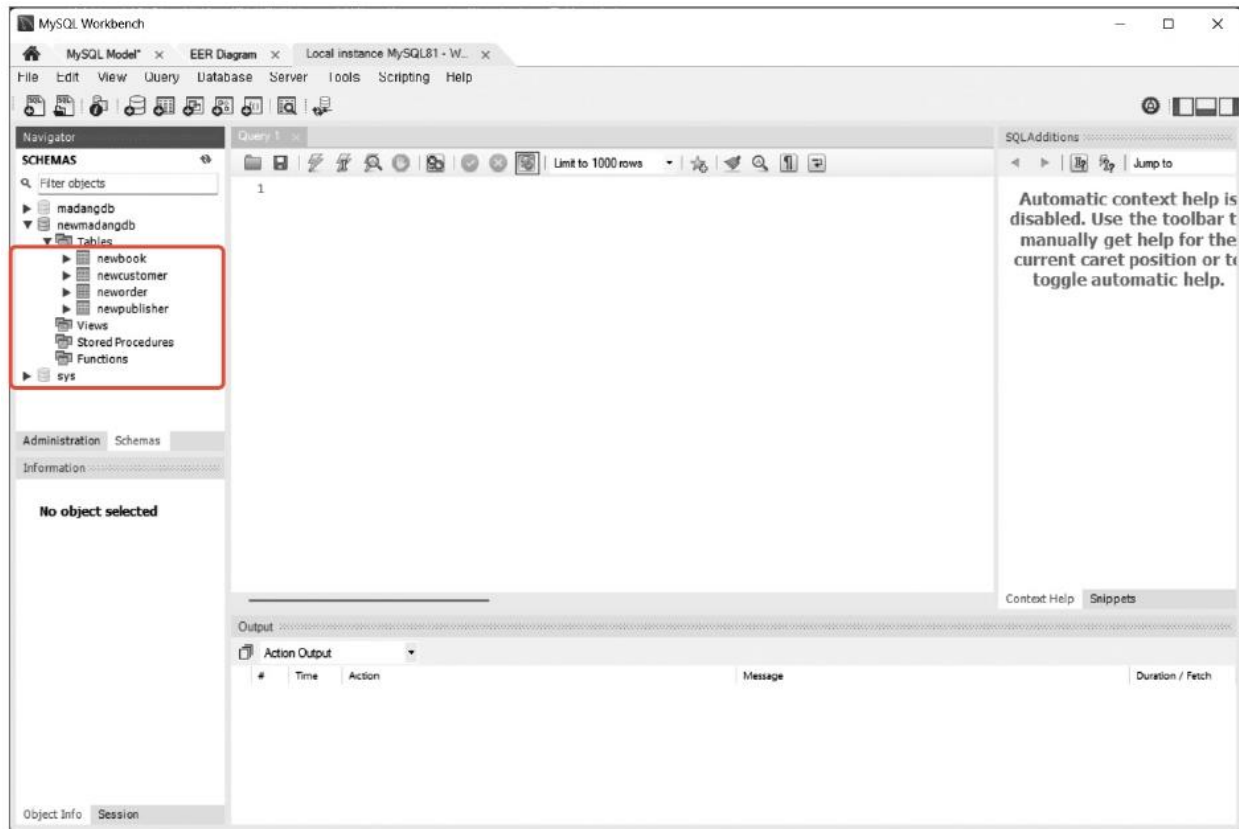 MySQL Workbench
MySQL Model* × EER Diagram × Local instance MySQL81 - W... ×
File Edit View Query Database Server Tools Scripting Help
Navigator
SCHEMAS
Filter objects
madangdb
newmadangdb
Tables
newbook
newcustomer
neworder
newpublisher
Views
Stored Procedures
Functions
sys
Administration Schemas
Information
No object selected
Object Info Session
Query 1 ×
Limit to 1000 rows
1
SQLAdditions
Jump to
Automatic context help is
disabled. Use the toolbar t
manually get help for the
current caret position or to
toggle automatic help.
Context Help Snippets
Output
Action Output
# Time Action Message Duration / Fetch